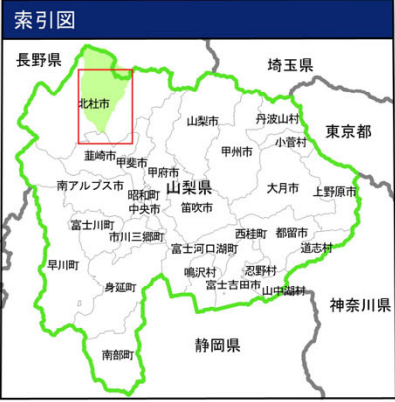 索引図
長野県
埼玉県
北杜市
山梨市
丹波山村
東京都
小菅村
韮崎市
甲斐市
甲府市
甲州市
南アルプス市
昭和町
山梨県
大月市
上野原市
中央市
笛吹市
富士川町
市川三郷町
西桂町
都留市
富士河口湖町
道志村
早川町
鳴沢村
忍野村
富士吉田市
山中湖村
身延町
神奈川県
静岡県
南部町